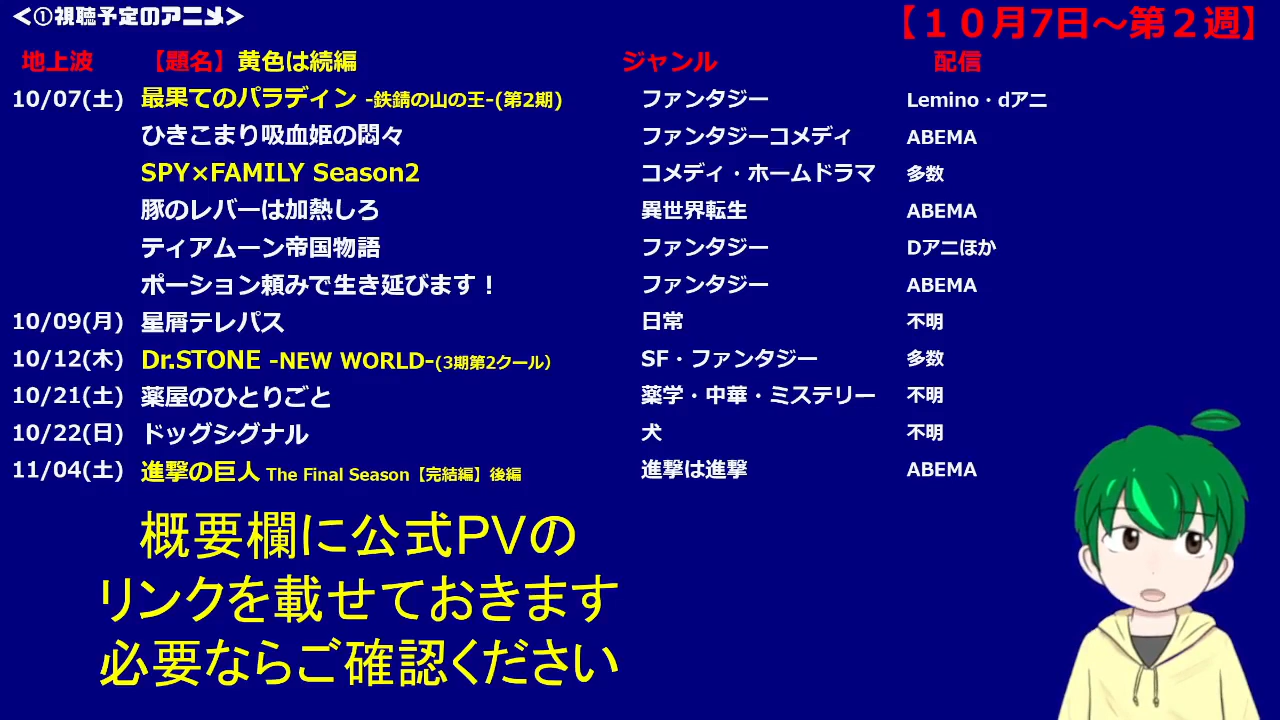 ＜①視聴予定のアニメ＞
【１０月7日～第２週】
地上波 【題名】黄色は続編 ジャンル 配信
10/07(土) 最果てのパラディン -鉄錆の山の王-(第2期) ファンタジー Lemino・dアニ
ひきこまり吸血姫の悶々 ファンタジーコメディ ABEMA
SPY×FAMILY Season2 コメディ・ホームドラマ 多数
豚のレバーは加熱しろ 異世界転生 ABEMA
ティアムーン帝国物語 ファンタジー Dアニほか
ポーション頼みで生き延びます！ ファンタジー ABEMA
10/09(月) 星屑テレパス 日常 不明
10/12(木) Dr.STONE -NEW WORLD-(3期第2クール) SF・ファンタジー 多数
10/21(土) 薬屋のひとりごと 薬学・中華・ミステリー 不明
10/22(日) ドッグシグナル 犬 不明
11/04(土) 進撃の巨人 The Final Season【完結編】後編 進撃は進撃 ABEMA
概要欄に公式PVの
リンクを載せておきます
必要ならご確認ください